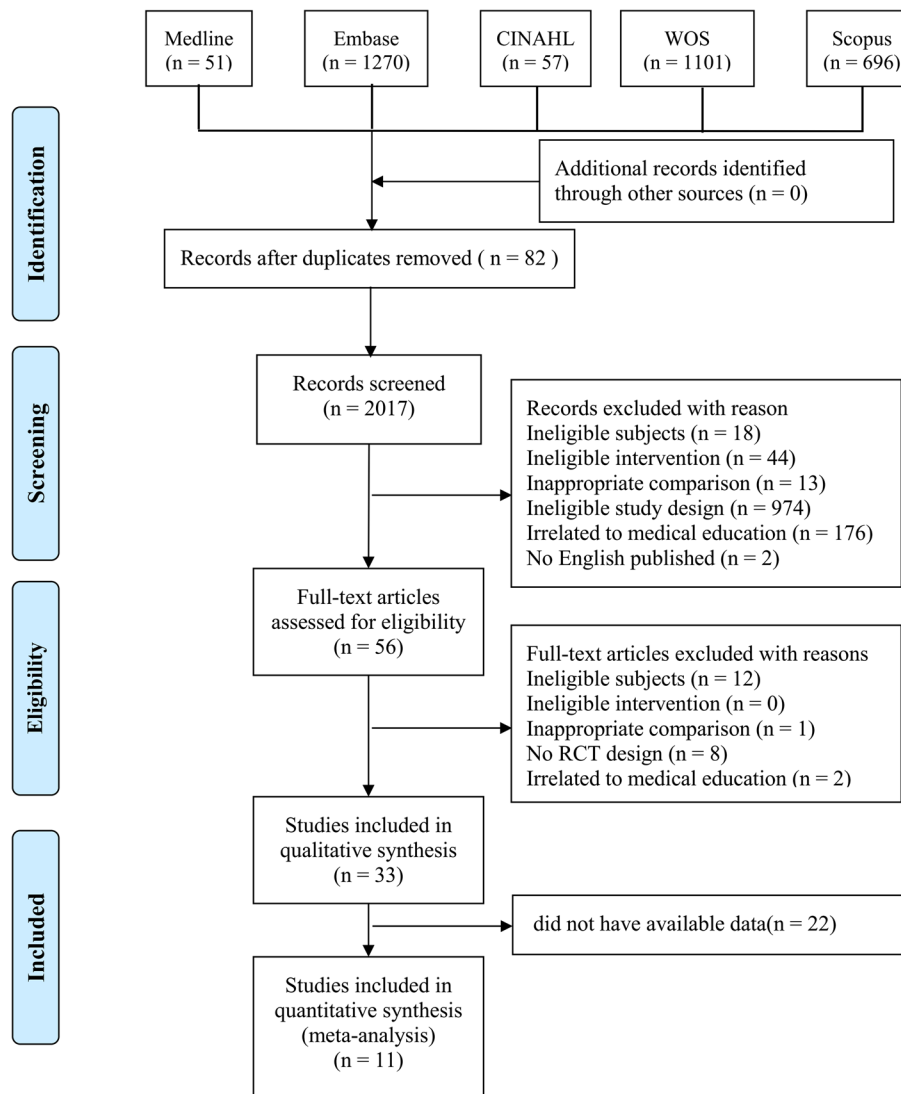 Medline
(n = 51)
Embase
(n = 1270)
CINAHL
(n = 57)
WOS
(n = 1101)
Scopus
(n = 696)
Identification
Additional records identified
through other sources (n = 0)
Records after duplicates removed ( n = 82 )
Screening
Records screened
(n = 2017)
Records excluded with reason
Ineligible subjects (n = 18)
Ineligible intervention (n = 44)
Inappropriate comparison (n = 13)
Ineligible study design (n = 974)
Irrelated to medical education (n = 176)
No English published (n = 2)
Eligibility
Full-text articles
assessed for eligibility
(n = 56)
Full-text articles excluded with reasons
Ineligible subjects (n = 12)
Ineligible intervention (n = 0)
Inappropriate comparison (n = 1)
No RCT design (n = 8)
Irrelated to medical education (n = 2)
Included
Studies included in
qualitative synthesis
(n = 33)
did not have available data(n = 22)
Studies included in
quantitative synthesis
(meta-analysis)
(n = 11)